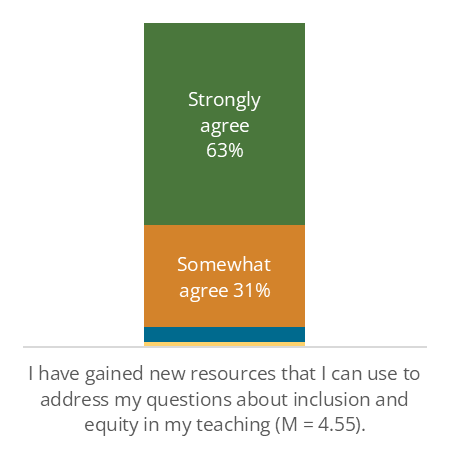 Strongly
agree
63%
Somewhat
agree 31%
I have gained new resources that I can use to
address my questions about inclusion and
equity in my teaching (M = 4.55).